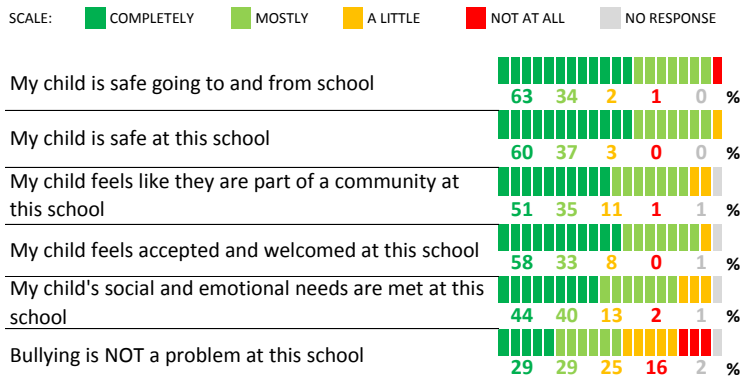 SCALE: COMPLETELY MOSTLY A LITTLE NOT AT ALL NO RESPONSE
My child is safe going to and from school
63 34 2 1 0 %
My child is safe at this school
60 37 3 0 0 %
My child feels like they are part of a community at
this school
51 35 11 1 1 %
My child feels accepted and welcomed at this school
58 33 8 0 1 %
My child's social and emotional needs are met at this
school
44 40 13 2 1 %
Bullying is NOT a problem at this school
29 29 25 16 2 %